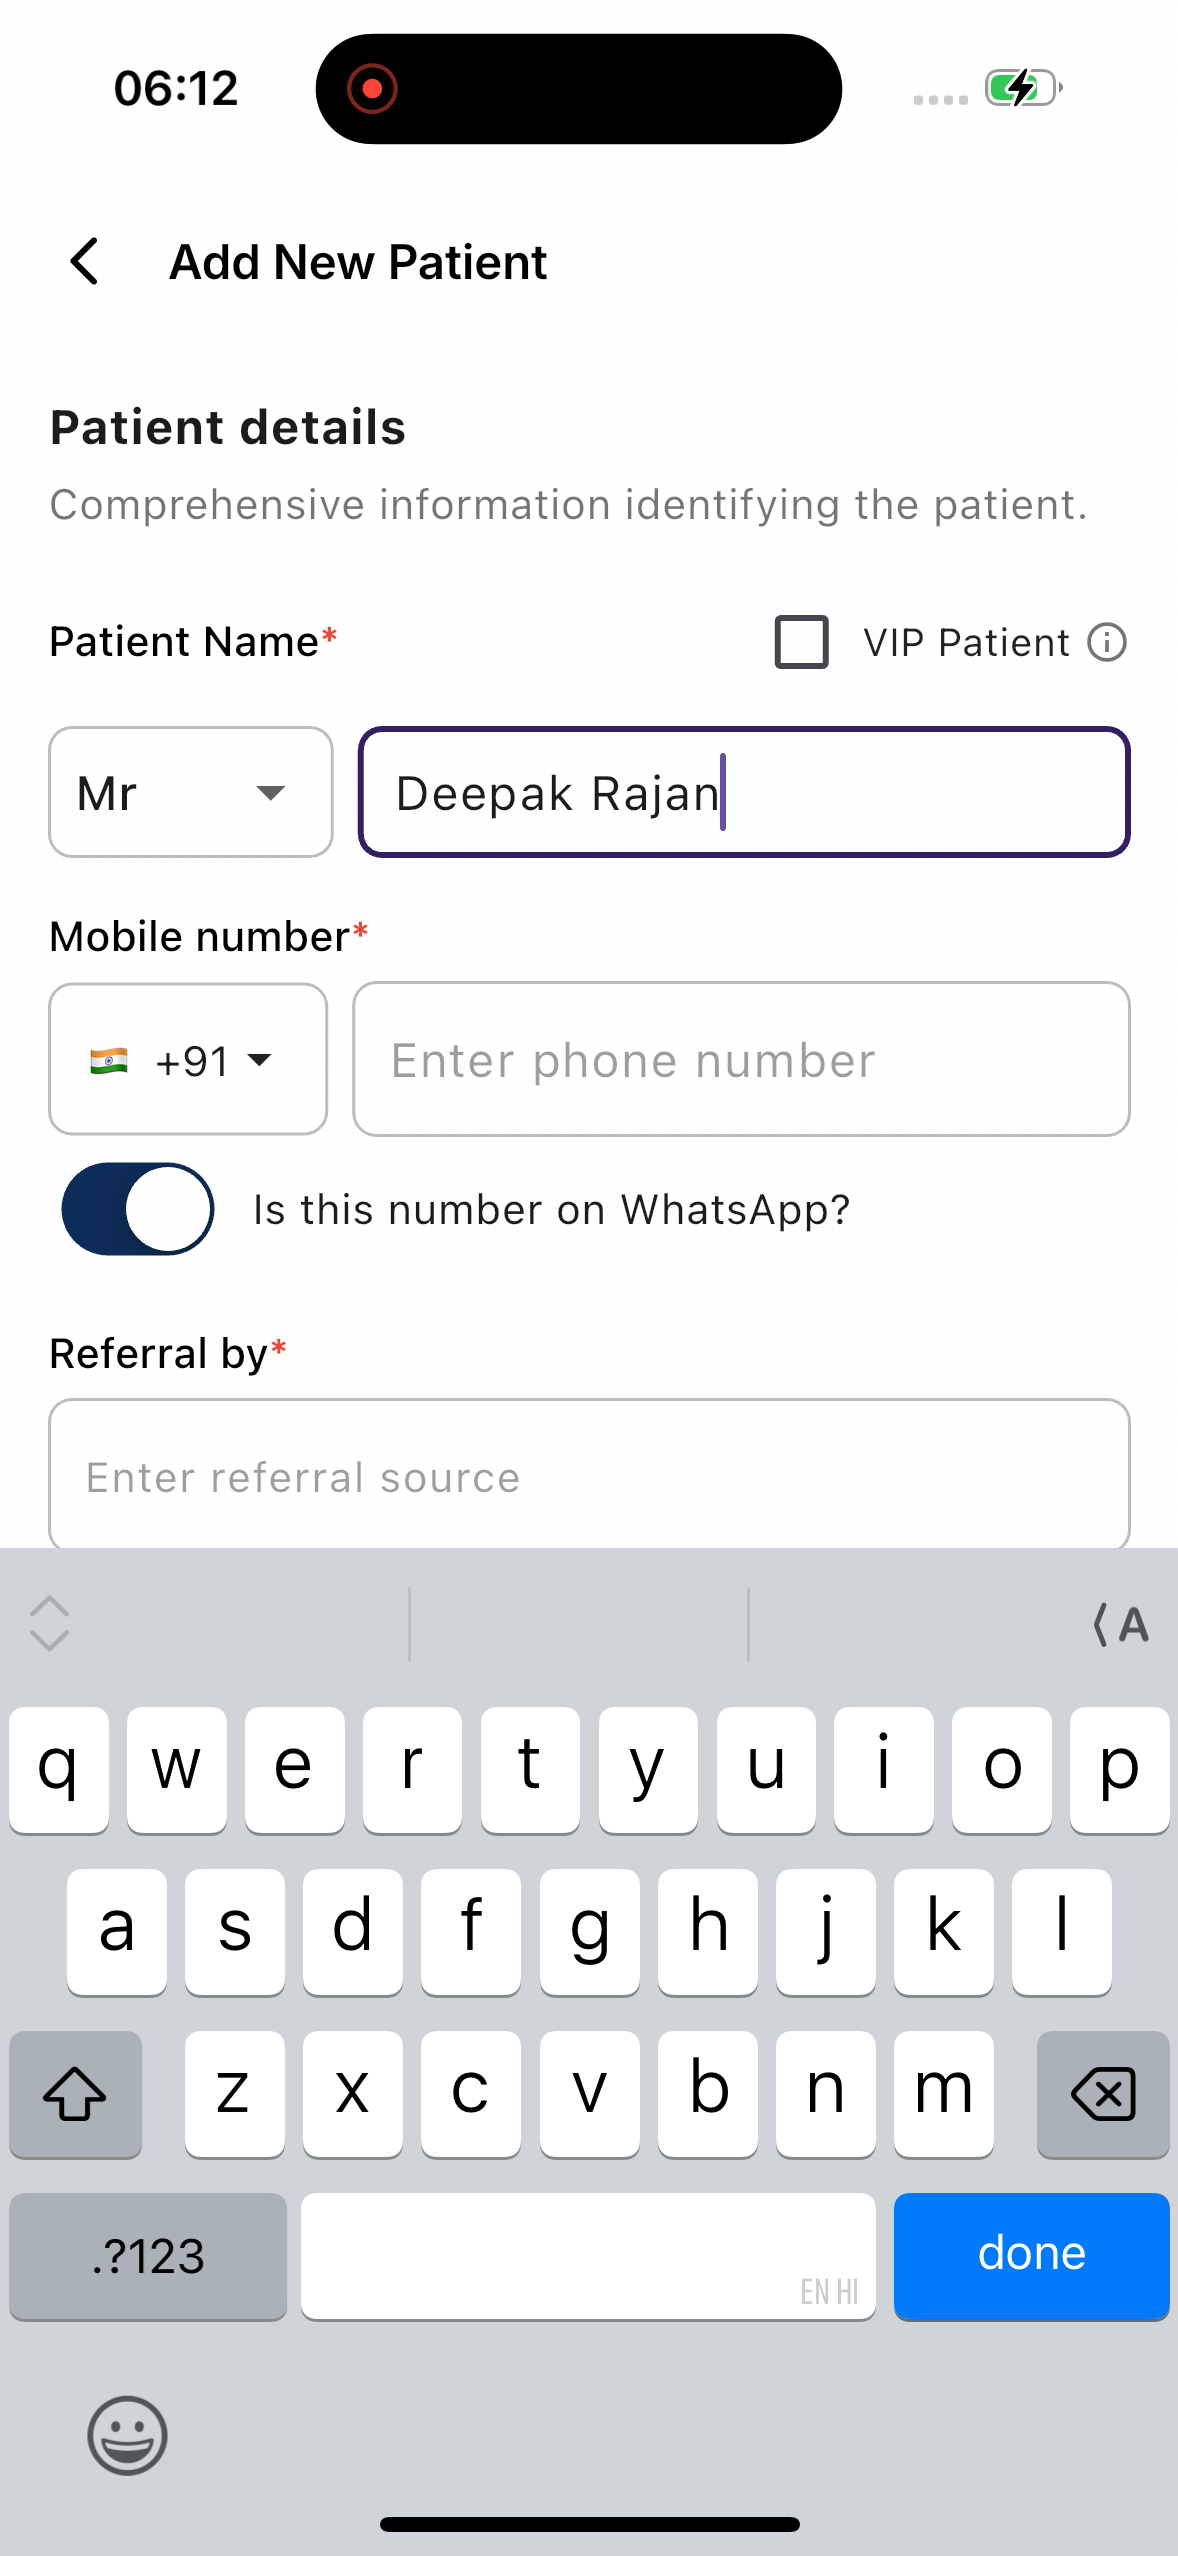 06:12
Add New Patient
Patient details
Comprehensive information identifying the patient.
Patient Name*
VIP Patient
Mr
Deepak Rajan
Mobile number*
+91
Enter phone number
Is this number on WhatsApp?
Referral by*
Enter referral source
A
q w e r t y u i o p
a s d f g h j k l
z x c v b n m
.?123
EN HI
done